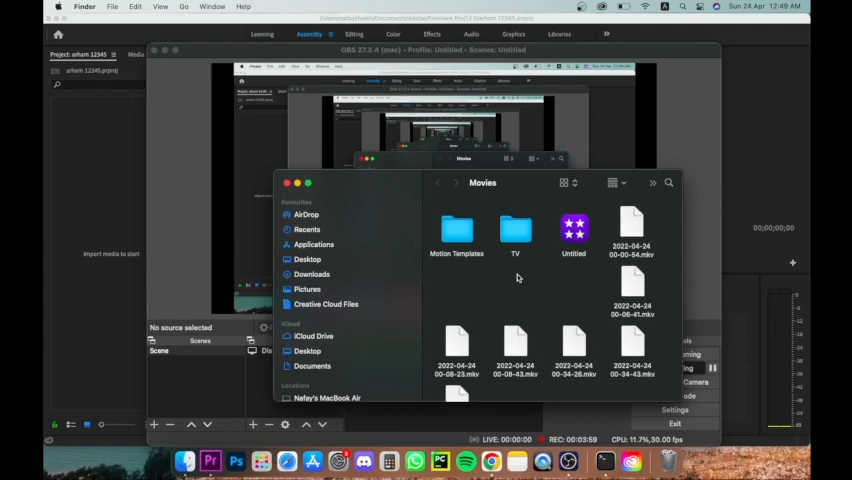 Finder File Edit View Go Window Help
Sun 24 Apr 12:49 AM
Learning Assembly Editing Color Effects Audio Graphics Libraries
Project: arham 12345
Media
arham 12345.prproj
Import media to start
OBS 27.2.4 (mac) - Profile: Untitled - Scenes: Untitled
Movies
Movies
Favourites
AirDrop
Recents
Applications
Desktop
Downloads
Pictures
Creative Cloud Files
iCloud
iCloud Drive
Desktop
Documents
Locations
Nafay's MacBook Air
Motion Templates
TV
Untitled
2022-04-24
00-00-54.mkv
2022-04-24
00-06-41.mkv
2022-04-24
00-08-23.mkv
2022-04-24
00-08-43.mkv
2022-04-24
00-34-26.mkv
2022-04-24
00-34-43.mkv
00;00;00;00
No source selected
Scenes
Scene
Dis
Camera
Settings
Exit
LIVE: 00:00:00
REC: 00:03:59
CPU: 11.7%, 30.00 fps